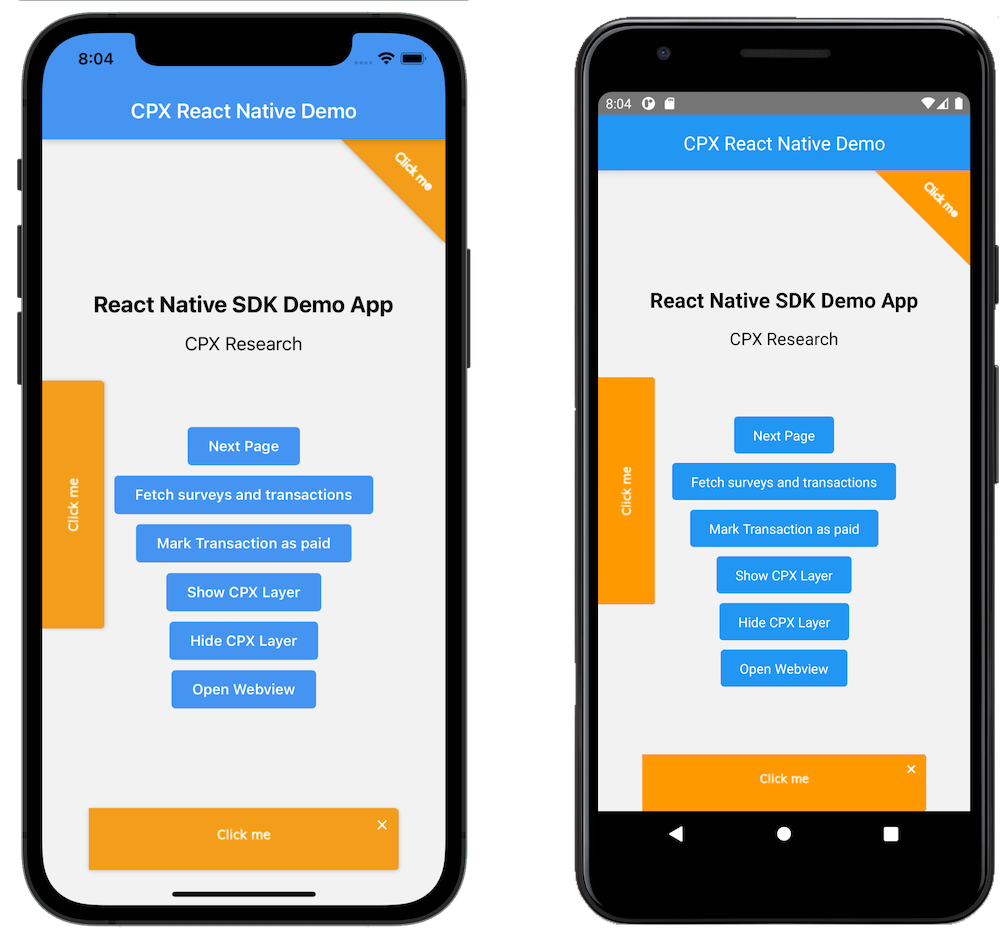 8:04
CPX React Native Demo
Click me
React Native SDK Demo App
CPX Research
Click me
Next Page
Fetch surveys and transactions
Mark Transaction as paid
Show CPX Layer
Hide CPX Layer
Open Webview
Click me
8:04
CPX React Native Demo
Click me
React Native SDK Demo App
CPX Research
Click me
Next Page
Fetch surveys and transactions
Mark Transaction as paid
Show CPX Layer
Hide CPX Layer
Open Webview
Click me